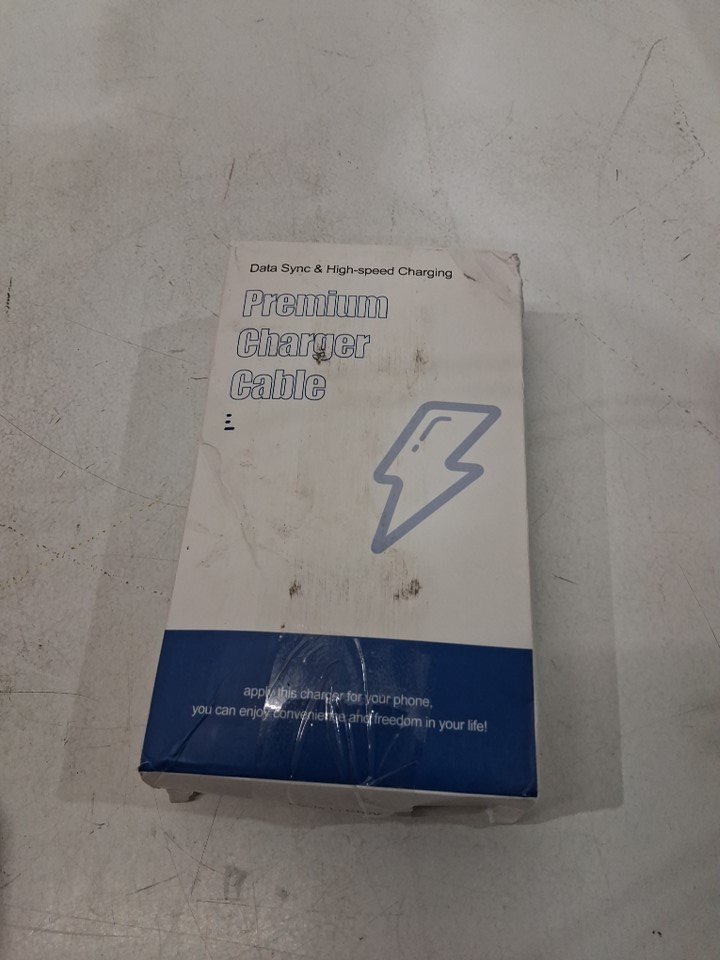 Data Sync & High-speed Charging
Premium
Charger
Cable
apply this charger for your phone,
you can enjoy convenience and freedom in your life!